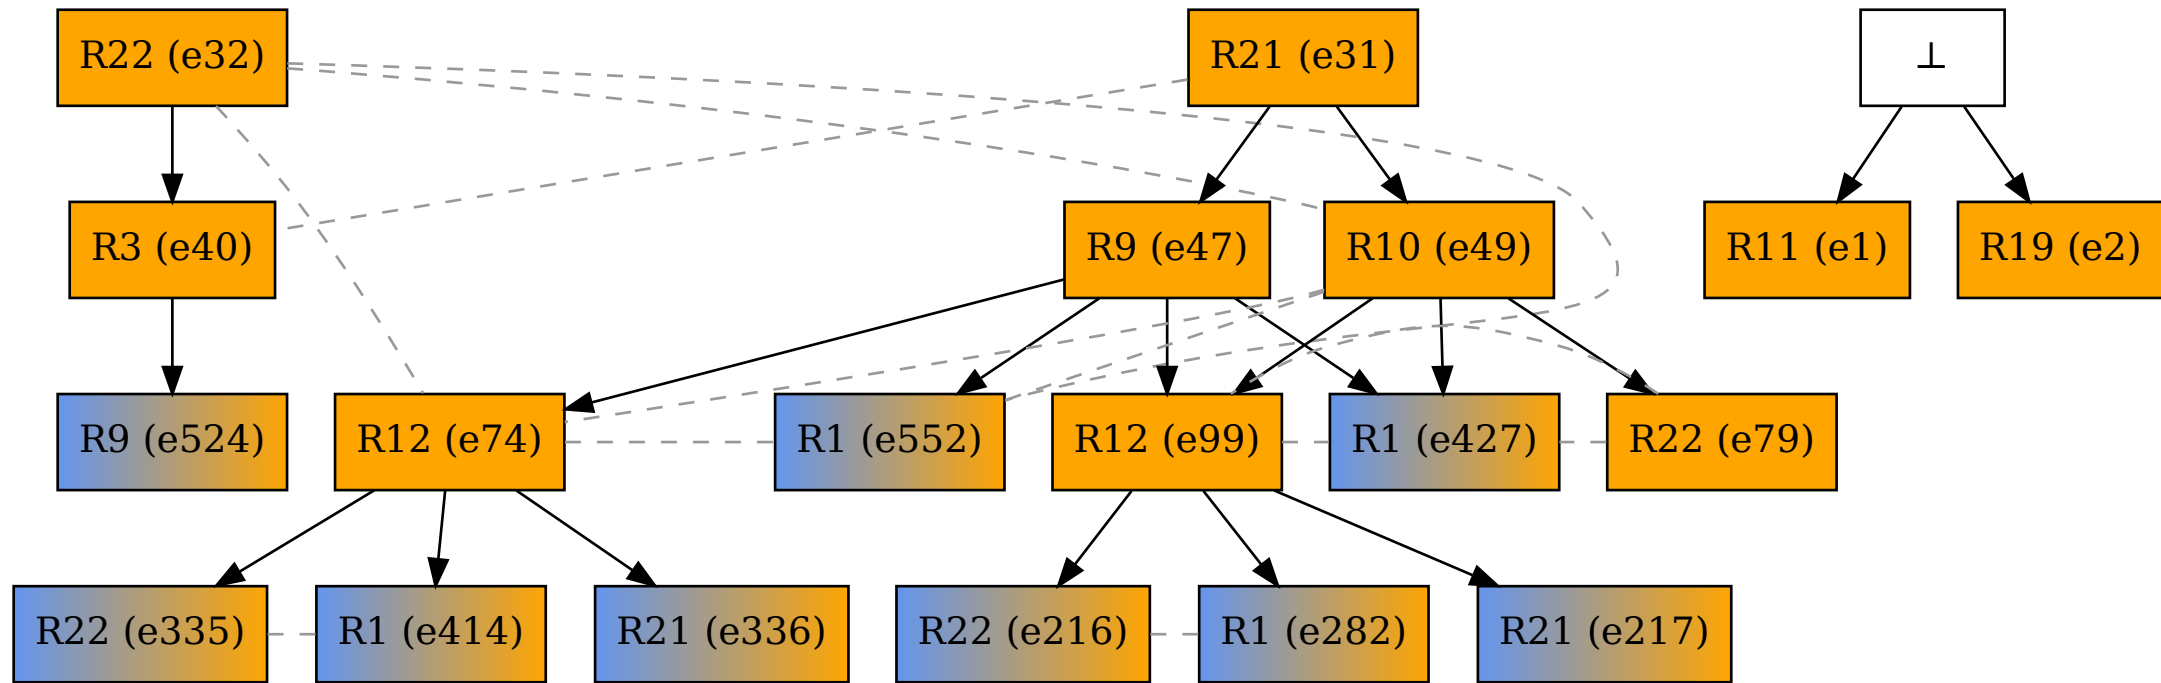 R22 (e32)
R21 (e31)
⊥
R3 (e40)
R9 (e47)
R10 (e49)
R11 (e1)
R19 (e2)
R9 (e524)
R12 (e74)
R1 (e552)
R12 (e99)
R1 (e427)
R22 (e79)
R22 (e335)
R1 (e414)
R21 (e336)
R22 (e216)
R1 (e282)
R21 (e217)